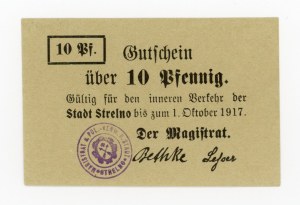 10 Pf.
Gutschein
über 10 Pfennig.
Gültig für den inneren Verkehr der
Stadt Strelno bis zum 1. Oktober 1917.
Der Magistrat.
Bethke